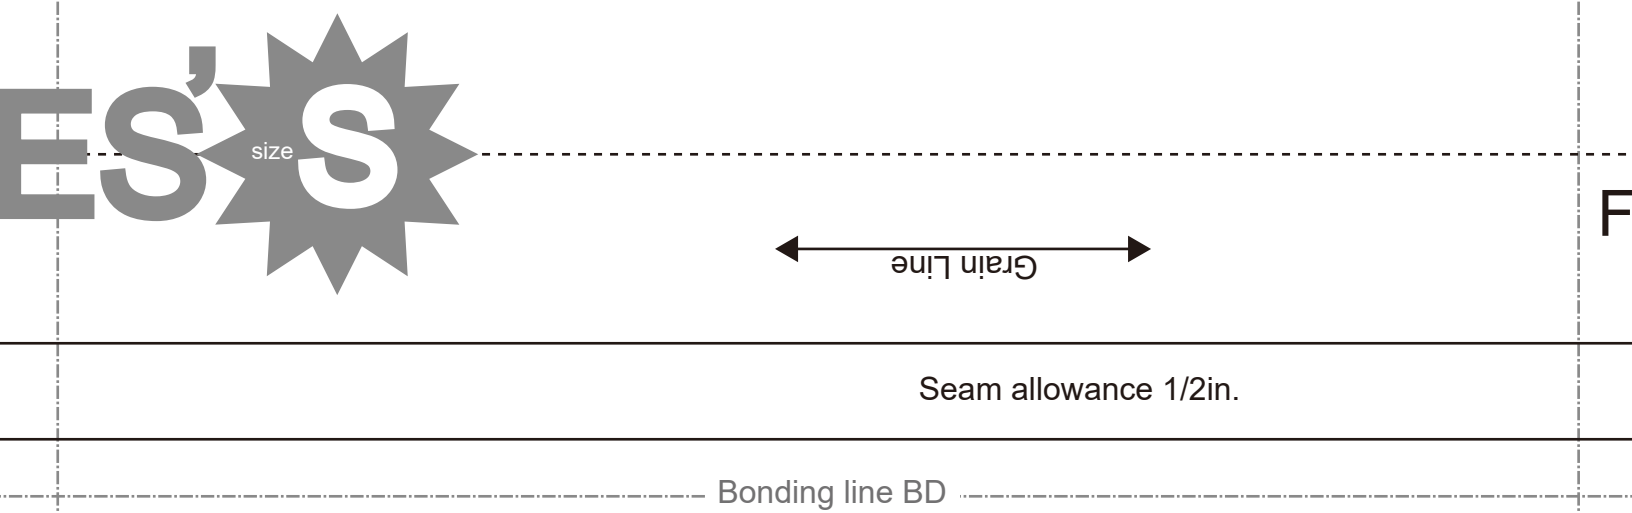 ES’
size S
F
Grain Line
Seam allowance 1/2in.
Bonding line BD